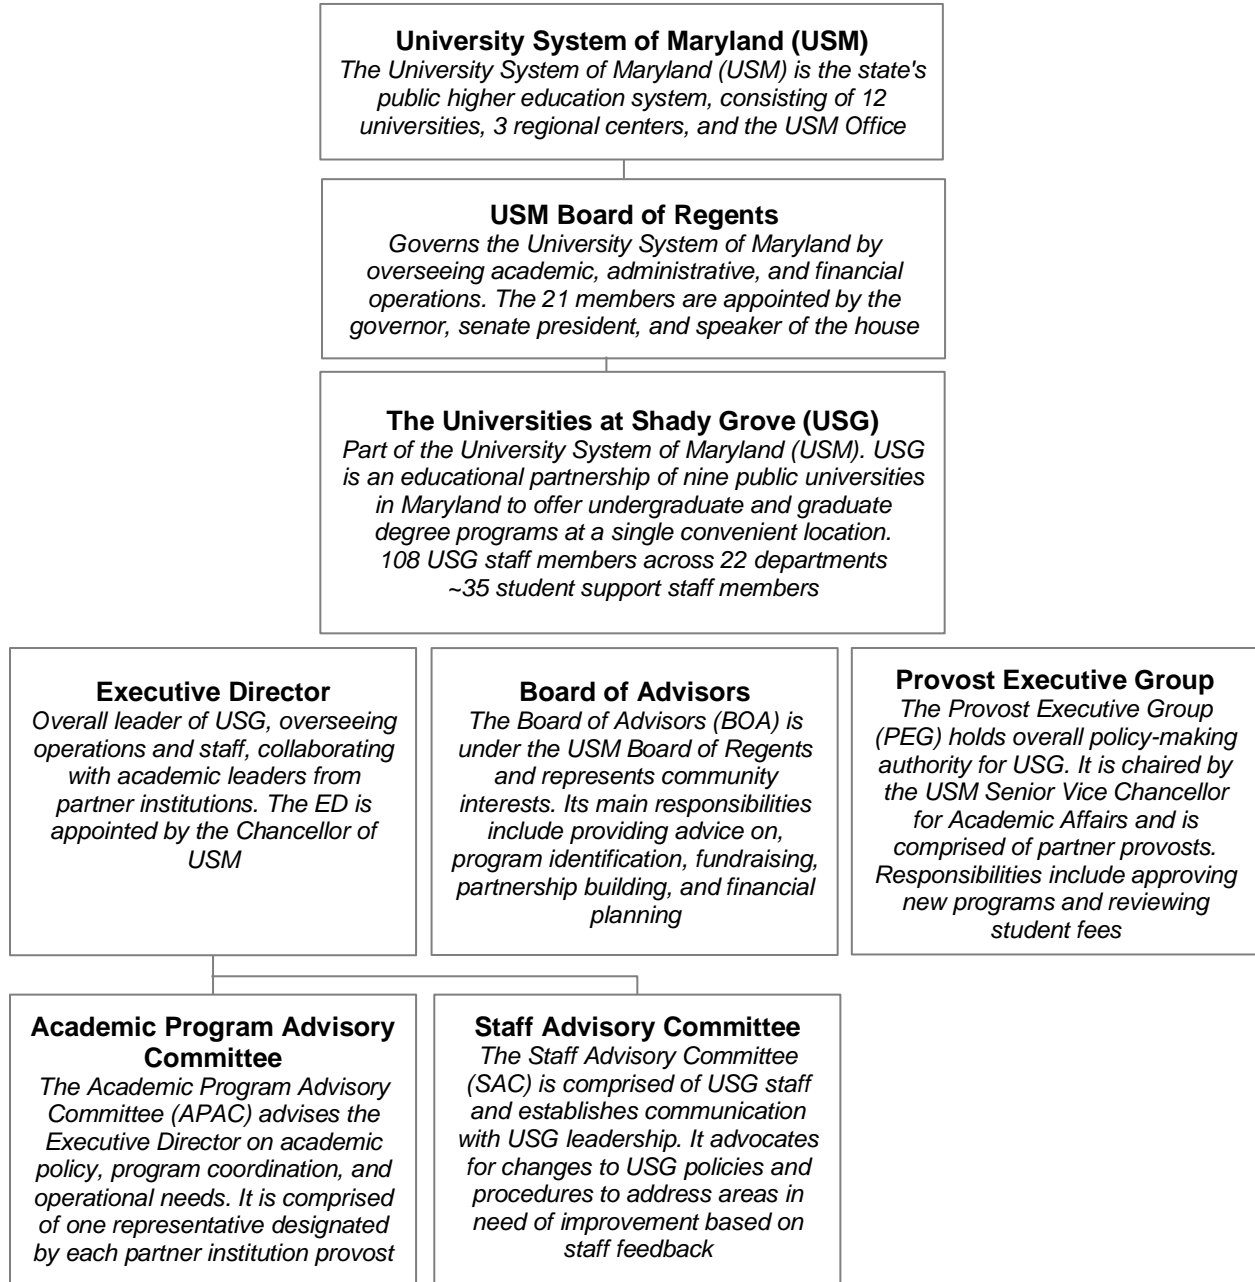 University System of Maryland (USM)
The University System of Maryland (USM) is the state's
public higher education system, consisting of 12
universities, 3 regional centers, and the USM Office
USM Board of Regents
Governs the University System of Maryland by
overseeing academic, administrative, and financial
operations. The 21 members are appointed by the
governor, senate president, and speaker of the house
The Universities at Shady Grove (USG)
Part of the University System of Maryland (USM). USG
is an educational partnership of nine public universities
in Maryland to offer undergraduate and graduate
degree programs at a single convenient location.
108 USG staff members across 22 departments
~35 student support staff members
Executive Director
Overall leader of USG, overseeing
operations and staff, collaborating
with academic leaders from
partner institutions. The ED is
appointed by the Chancellor of
USM
Board of Advisors
The Board of Advisors (BOA) is
under the USM Board of Regents
and represents community
interests. Its main responsibilities
include providing advice on,
program identification, fundraising,
partnership building, and financial
planning
Provost Executive Group
The Provost Executive Group
(PEG) holds overall policy-making
authority for USG. It is chaired by
the USM Senior Vice Chancellor
for Academic Affairs and is
comprised of partner provosts.
Responsibilities include approving
new programs and reviewing
student fees
Academic Program Advisory
Committee
The Academic Program Advisory
Committee (APAC) advises the
Executive Director on academic
policy, program coordination, and
operational needs. It is comprised
of one representative designated
by each partner institution provost
Staff Advisory Committee
The Staff Advisory Committee
(SAC) is comprised of USG staff
and establishes communication
with USG leadership. It advocates
for changes to USG policies and
procedures to address areas in
need of improvement based on
staff feedback